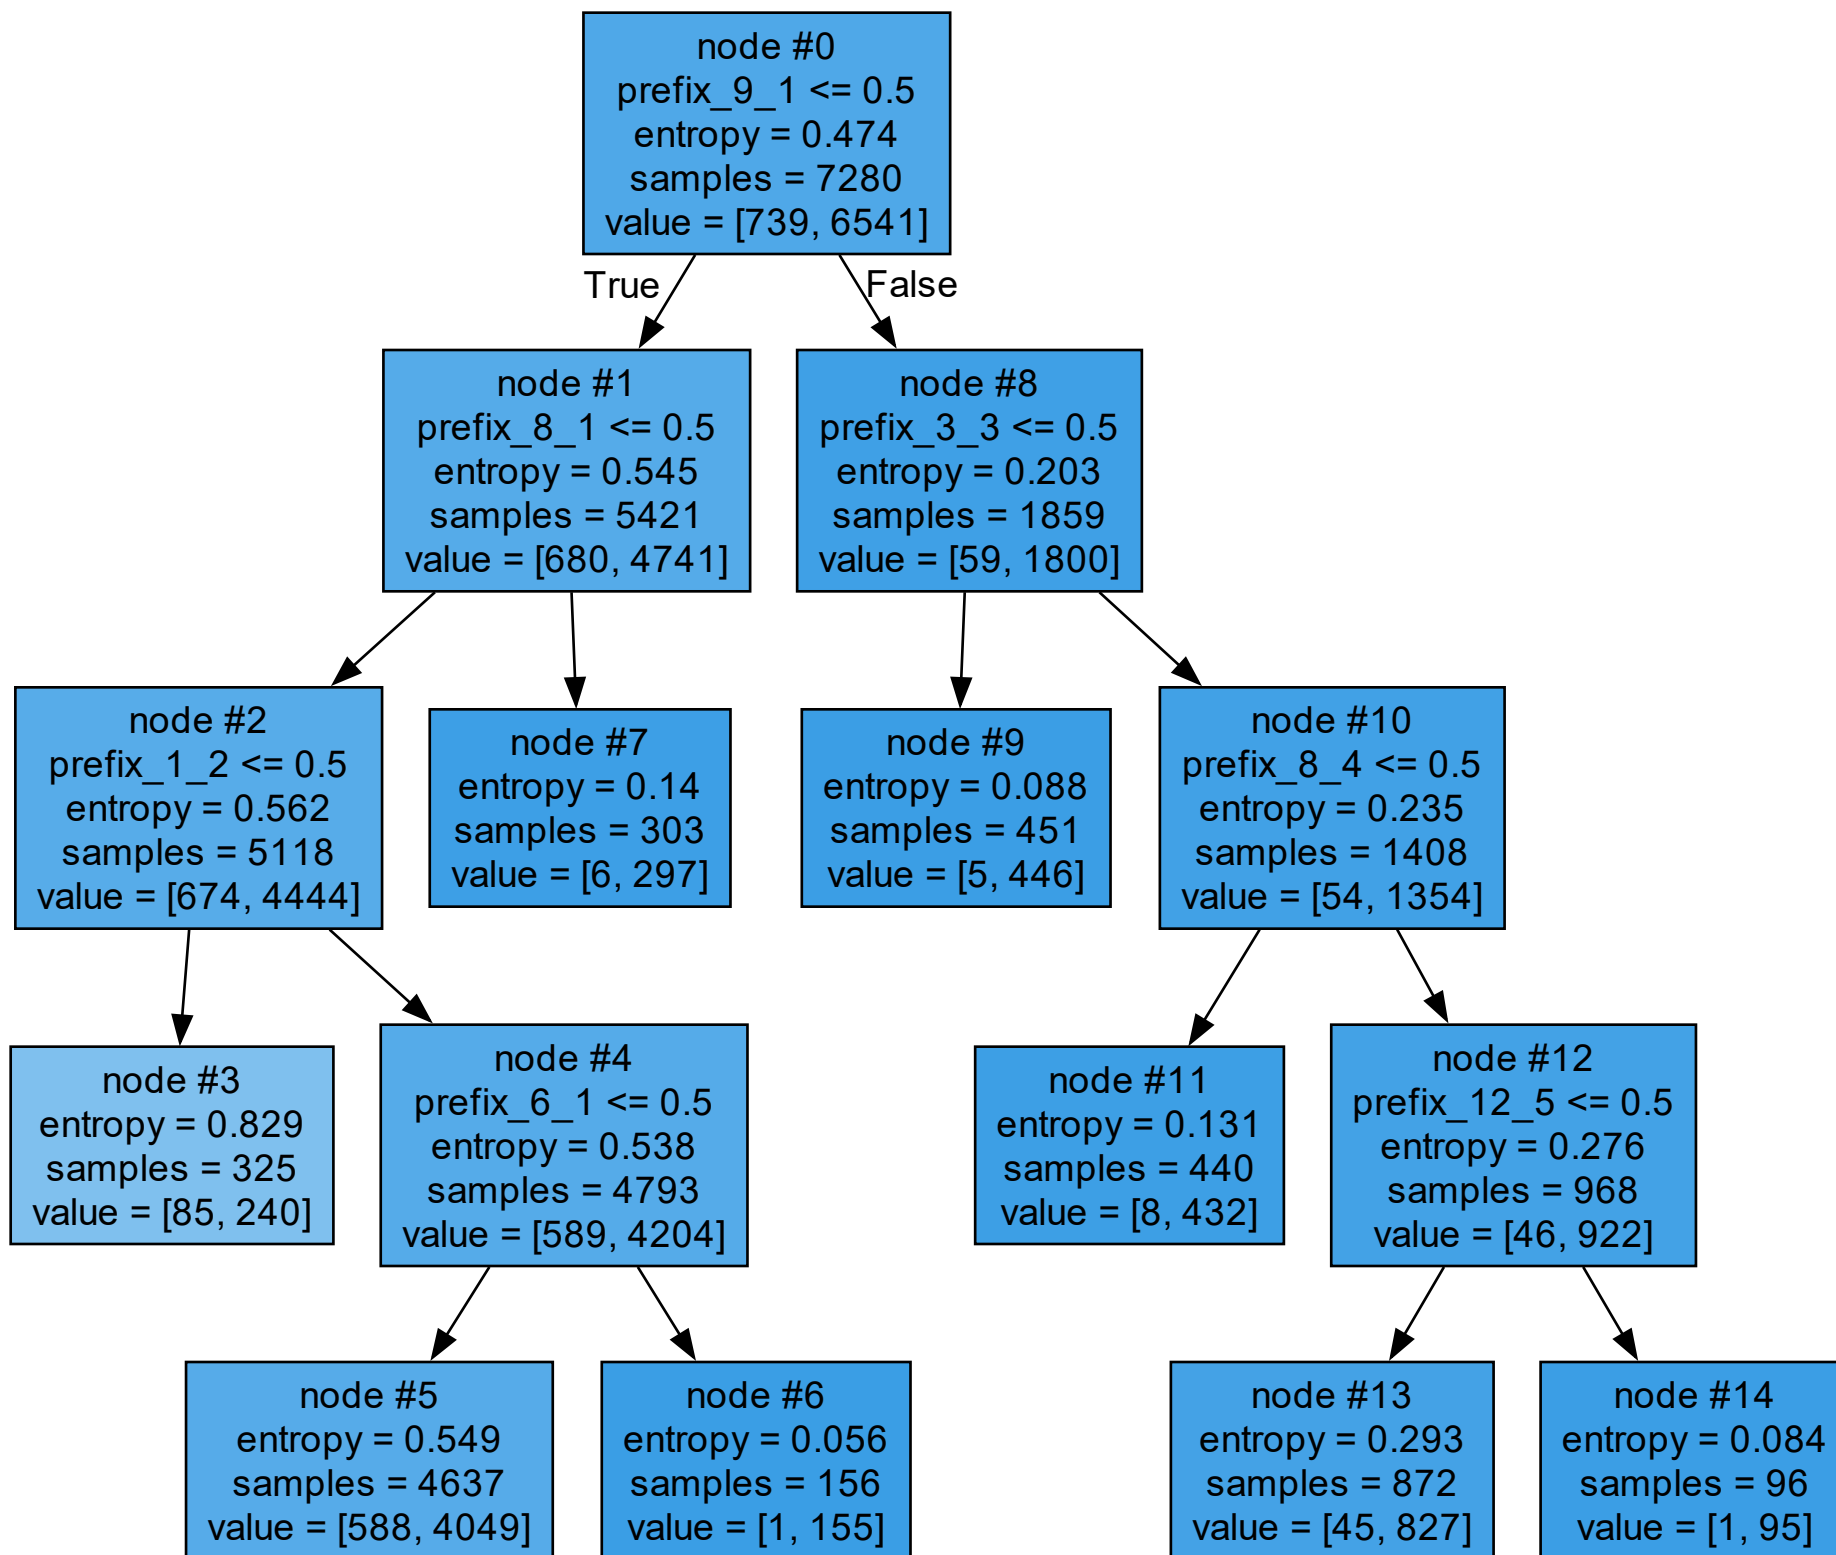 node #0
prefix_9_1 <= 0.5
entropy = 0.474
samples = 7280
value = [739, 6541]
True
False
node #1
prefix_8_1 <= 0.5
entropy = 0.545
samples = 5421
value = [680, 4741]
node #8
prefix_3_3 <= 0.5
entropy = 0.203
samples = 1859
value = [59, 1800]
node #2
prefix_1_2 <= 0.5
entropy = 0.562
samples = 5118
value = [674, 4444]
node #7
entropy = 0.14
samples = 303
value = [6, 297]
node #9
entropy = 0.088
samples = 451
value = [5, 446]
node #10
prefix_8_4 <= 0.5
entropy = 0.235
samples = 1408
value = [54, 1354]
node #3
entropy = 0.829
samples = 325
value = [85, 240]
node #4
prefix_6_1 <= 0.5
entropy = 0.538
samples = 4793
value = [589, 4204]
node #11
entropy = 0.131
samples = 440
value = [8, 432]
node #12
prefix_12_5 <= 0.5
entropy = 0.276
samples = 968
value = [46, 922]
node #5
entropy = 0.549
samples = 4637
value = [588, 4049]
node #6
entropy = 0.056
samples = 156
value = [1, 155]
node #13
entropy = 0.293
samples = 872
value = [45, 827]
node #14
entropy = 0.084
samples = 96
value = [1, 95]